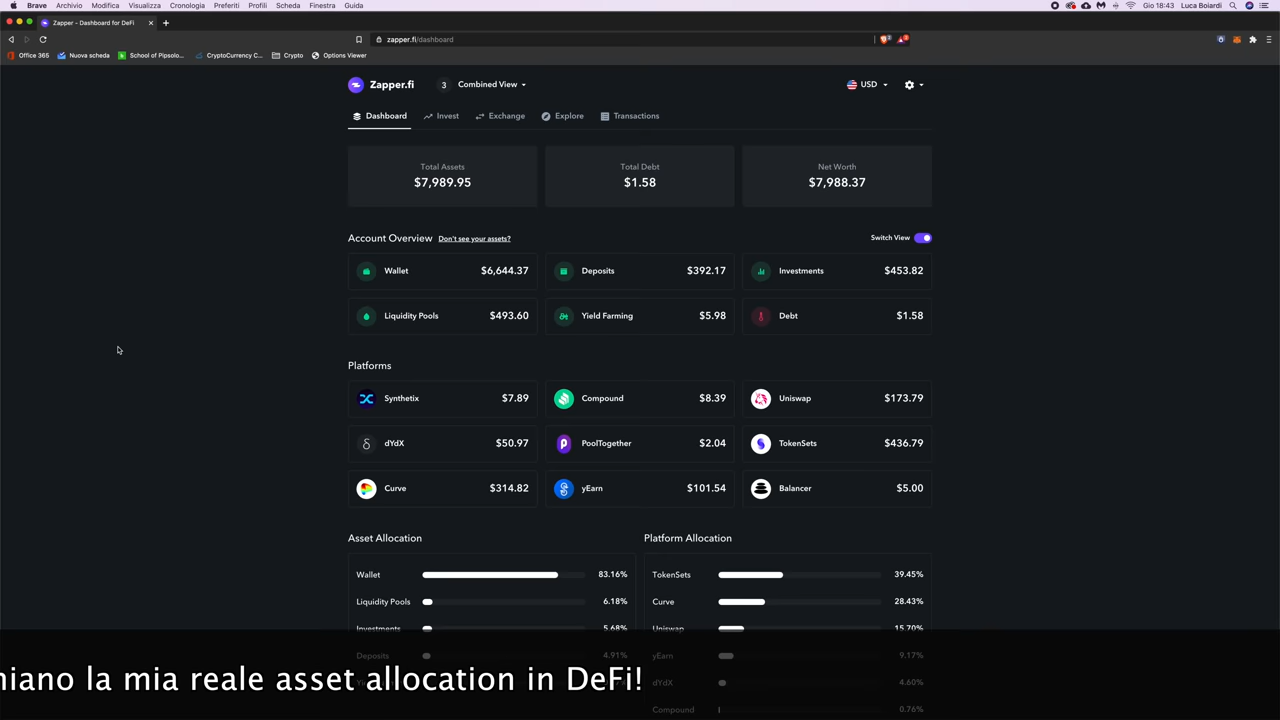 Brave Archivio Modifica Visualizza Cronologia Preferiti Profili Scheda Finestra Guida Gio 18:43 Luca Boiardi
Zapper - Dashboard for DeFi
zapper.fi/dashboard
Office 365 Nuova scheda School of Pipsolo... CryptoCurrency C... Crypto Options Viewer
Zapper.fi 3 Combined View USD
Dashboard Invest Exchange Explore Transactions
Total Assets Total Debt Net Worth
$7,989.95 $1.58 $7,988.37
Account Overview Don't see your assets? Switch View
Wallet $6,644.37 Deposits $392.17 Investments $453.82
Liquidity Pools $493.60 Yield Farming $5.98 Debt $1.58
Platforms
Synthetix $7.89 Compound $8.39 Uniswap $173.79
dYdX $50.97 PoolTogether $2.04 TokenSets $436.79
Curve $314.82 yEarn $101.54 Balancer $5.00
Asset Allocation Platform Allocation
Wallet 83.16% TokenSets 39.45%
Liquidity Pools 6.18% Curve 28.43%
Investments 5.68% Uniswap 15.70%
Deposits 4.91% yEarn 9.17%
hiano la mia reale asset allocation in DeFi!
dYdX 4.60%
Compound 0.76%